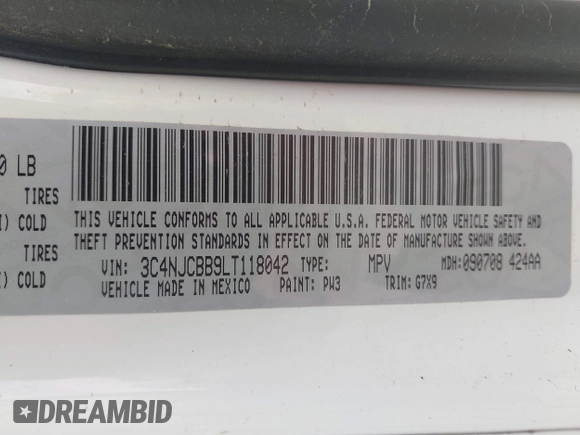 0 LB
TIRES
) COLD
TIRES
) COLD
THIS VEHICLE CONFORMS TO ALL APPLICABLE U.S.A. FEDERAL MOTOR VEHICLE SAFETY AND
THEFT PREVENTION STANDARDS IN EFFECT ON THE DATE OF MANUFACTURE SHOWN ABOVE.
VIN: 3C4NJCBB9LT118042 TYPE: MPV MDH: 090708 424AA
VEHICLE MADE IN MEXICO PAINT: PW3 TRIM: G7X9
DREAMBID